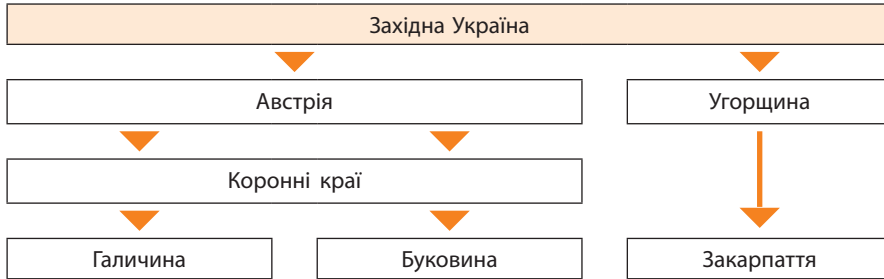 Західна Україна
Австрія
Угорщина
Коронні краї
Галичина
Буковина
Закарпаття